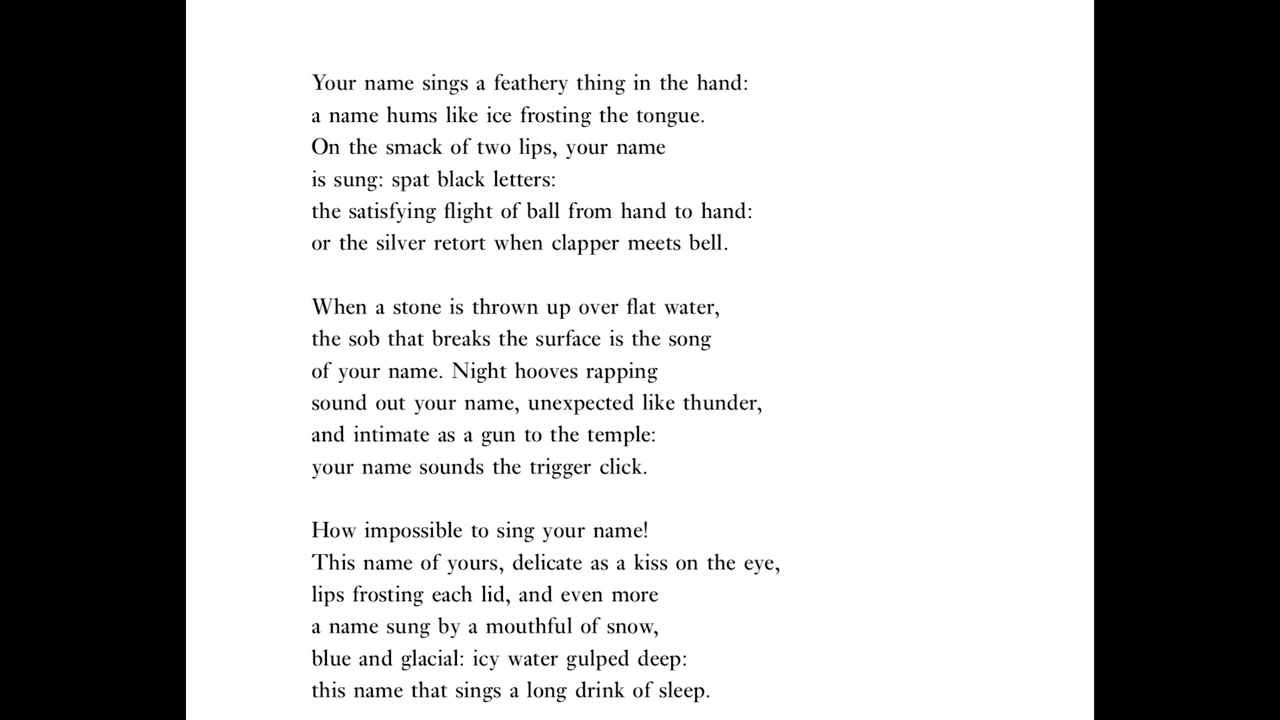 Your name sings a feathery thing in the hand:
a name hums like ice frosting the tongue.
On the smack of two lips, your name
is sung: spat black letters:
the satisfying flight of ball from hand to hand:
or the silver retort when clapper meets bell.

When a stone is thrown up over flat water,
the sob that breaks the surface is the song
of your name. Night hooves rapping
sound out your name, unexpected like thunder,
and intimate as a gun to the temple:
your name sounds the trigger click.

How impossible to sing your name!
This name of yours, delicate as a kiss on the eye,
lips frosting each lid, and even more
a name sung by a mouthful of snow,
blue and glacial: icy water gulped deep:
this name that sings a long drink of sleep.